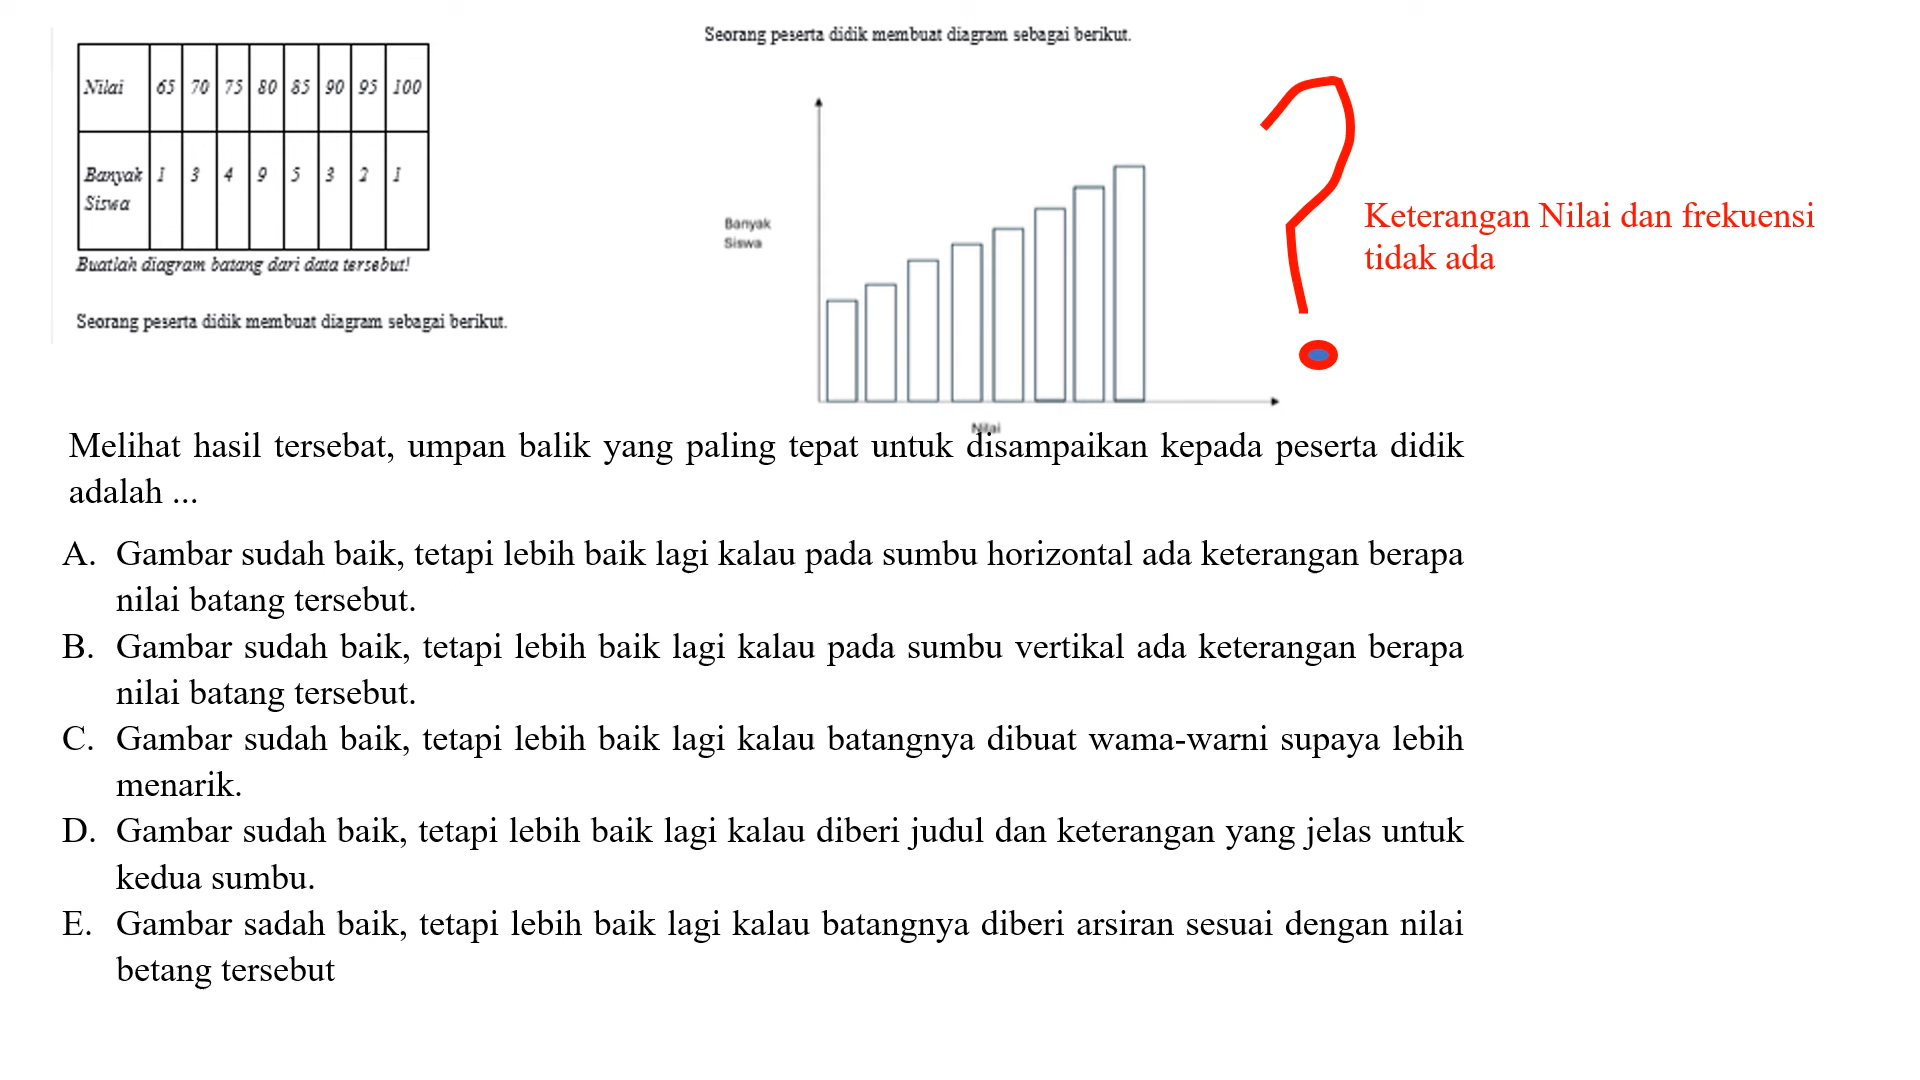 Nilai 65 70 75 80 85 90 95 100
Banyak 1 3 4 9 5 3 2 1
Siswa
Buatlah diagram batang dari data tersebut!
Seorang peserta didik membuat diagram sebagai berikut.
Seorang peserta didik membuat diagram sebagai berikut.
Banyak
Siswa
Nilai
Keterangan Nilai dan frekuensi
tidak ada
Melihat hasil tersebat, umpan balik yang paling tepat untuk disampaikan kepada peserta didik
adalah ...
A. Gambar sudah baik, tetapi lebih baik lagi kalau pada sumbu horizontal ada keterangan berapa
nilai batang tersebut.
B. Gambar sudah baik, tetapi lebih baik lagi kalau pada sumbu vertikal ada keterangan berapa
nilai batang tersebut.
C. Gambar sudah baik, tetapi lebih baik lagi kalau batangnya dibuat wama-warni supaya lebih
menarik.
D. Gambar sudah baik, tetapi lebih baik lagi kalau diberi judul dan keterangan yang jelas untuk
kedua sumbu.
E. Gambar sadah baik, tetapi lebih baik lagi kalau batangnya diberi arsiran sesuai dengan nilai
betang tersebut